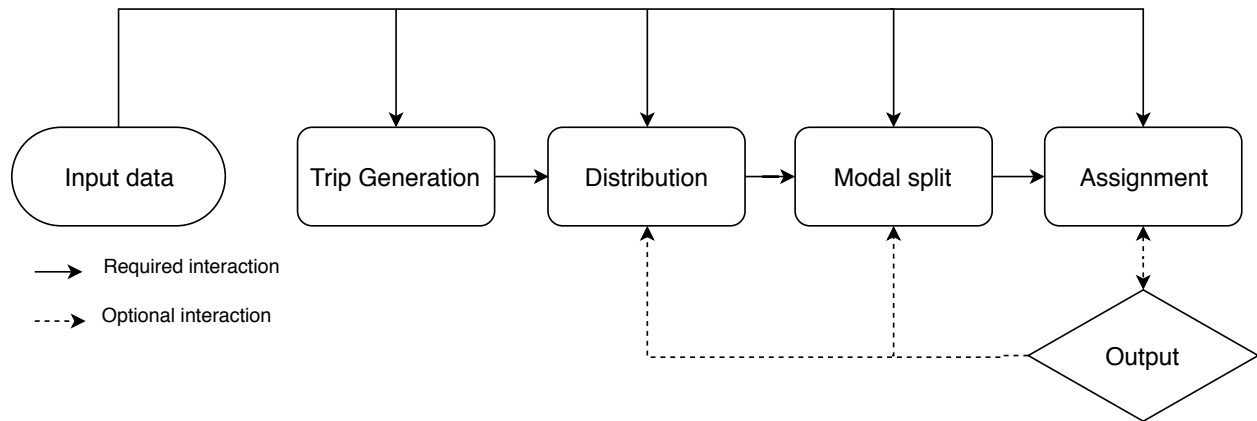 Input data
Trip Generation
Distribution
Modal split
Assignment
Required interaction
Optional interaction
Output